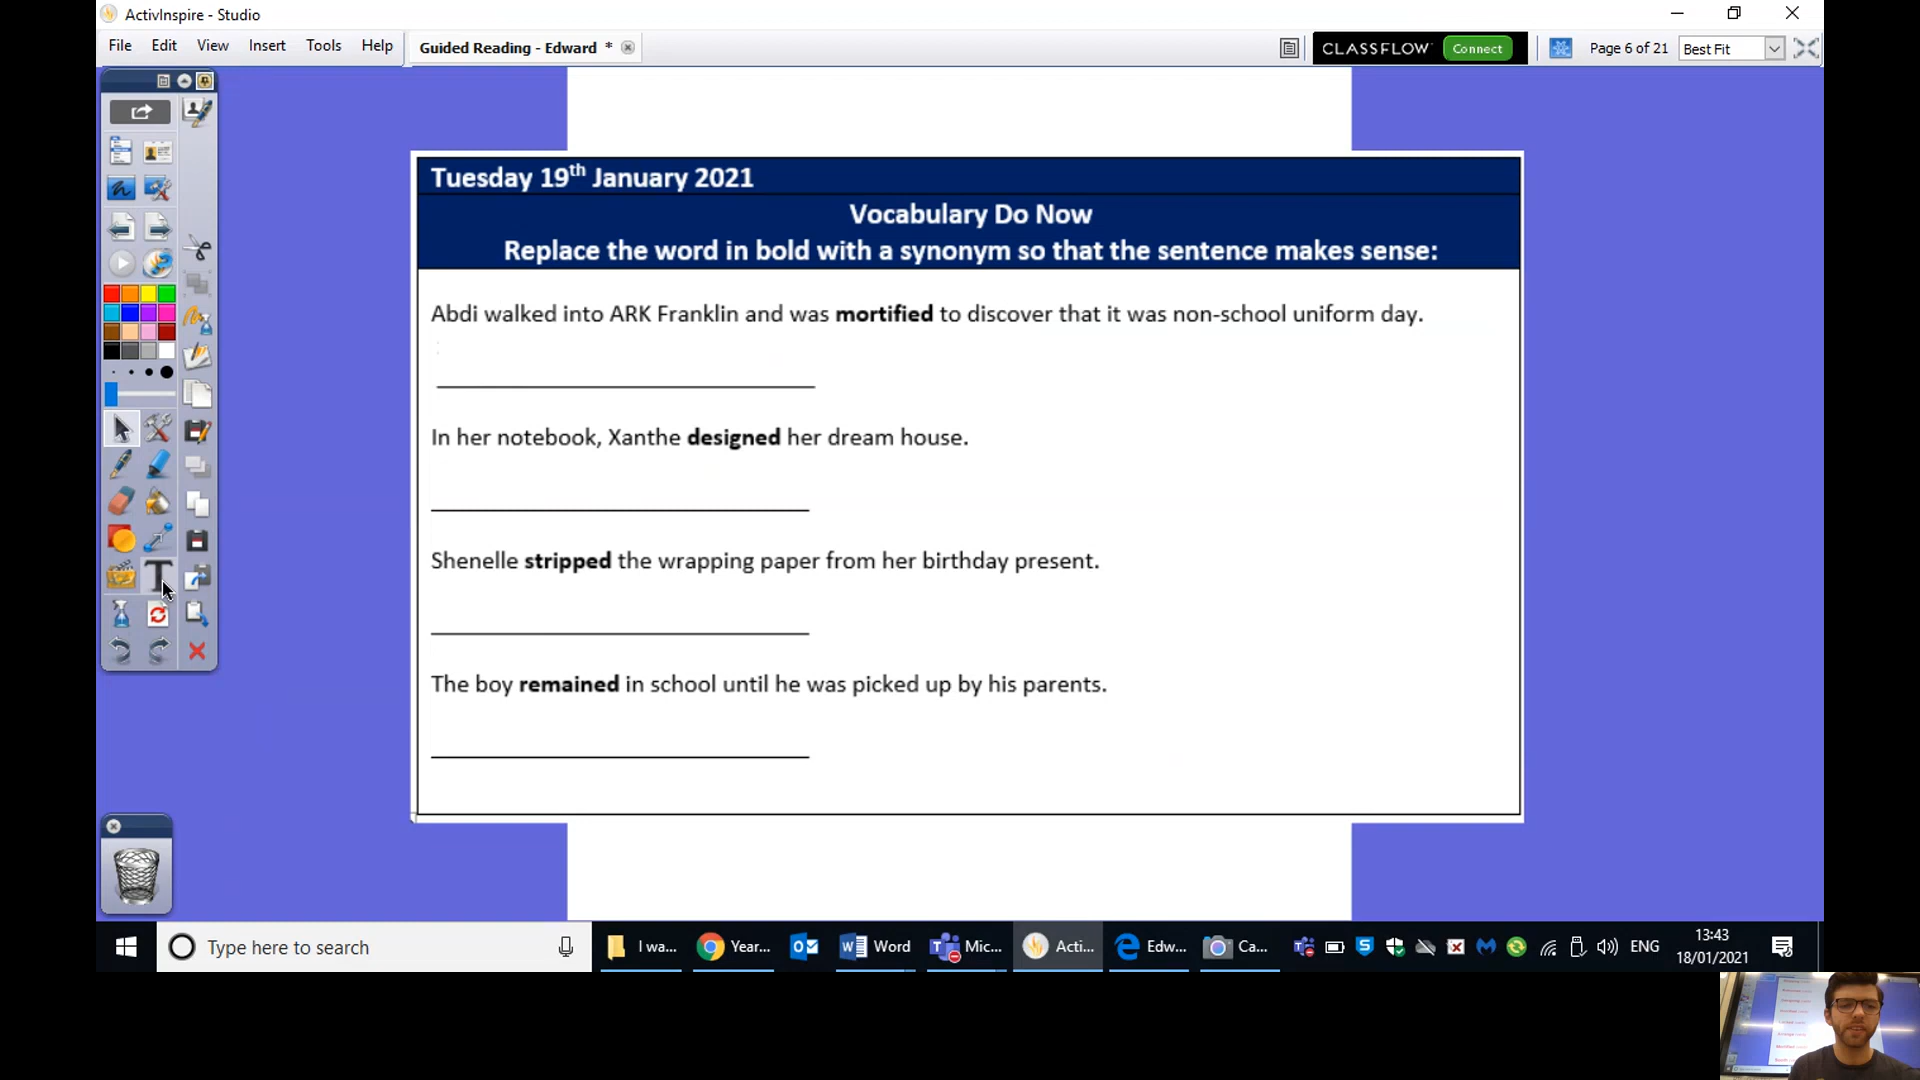 ActivInspire - Studio
File Edit View Insert Tools Help
Guided Reading - Edward *
CLASSFLOW Connect
Page 6 of 21
Best Fit
Tuesday 19th January 2021
Vocabulary Do Now
Replace the word in bold with a synonym so that the sentence makes sense:
Abdi walked into ARK Franklin and was mortified to discover that it was non-school uniform day.
In her notebook, Xanthe designed her dream house.
Shenelle stripped the wrapping paper from her birthday present.
The boy remained in school until he was picked up by his parents.
Type here to search
I wa...
Year...
Word
Mic...
Acti...
Edw...
Ca...
ENG
13:43
18/01/2021